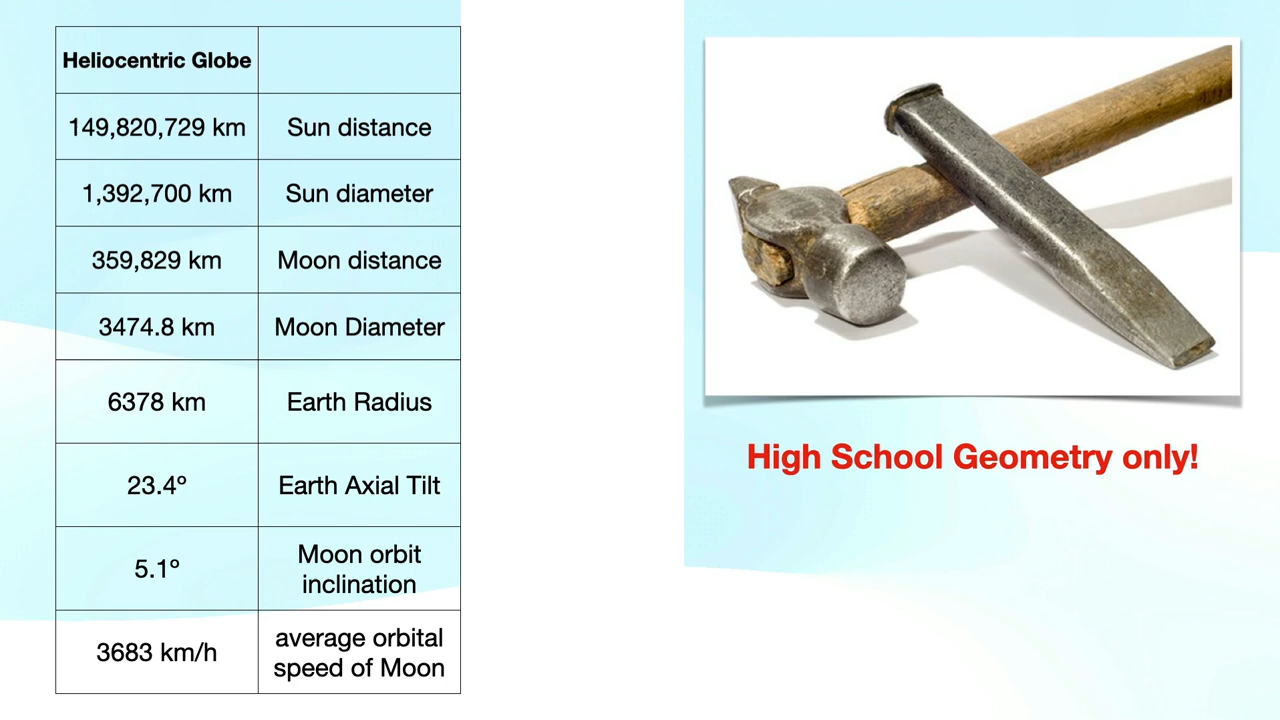 Heliocentric Globe
149,820,729 km Sun distance
1,392,700 km Sun diameter
359,829 km Moon distance
3474.8 km Moon Diameter
6378 km Earth Radius
23.4º Earth Axial Tilt
5.1º Moon orbit
inclination
3683 km/h average orbital
speed of Moon
High School Geometry only!